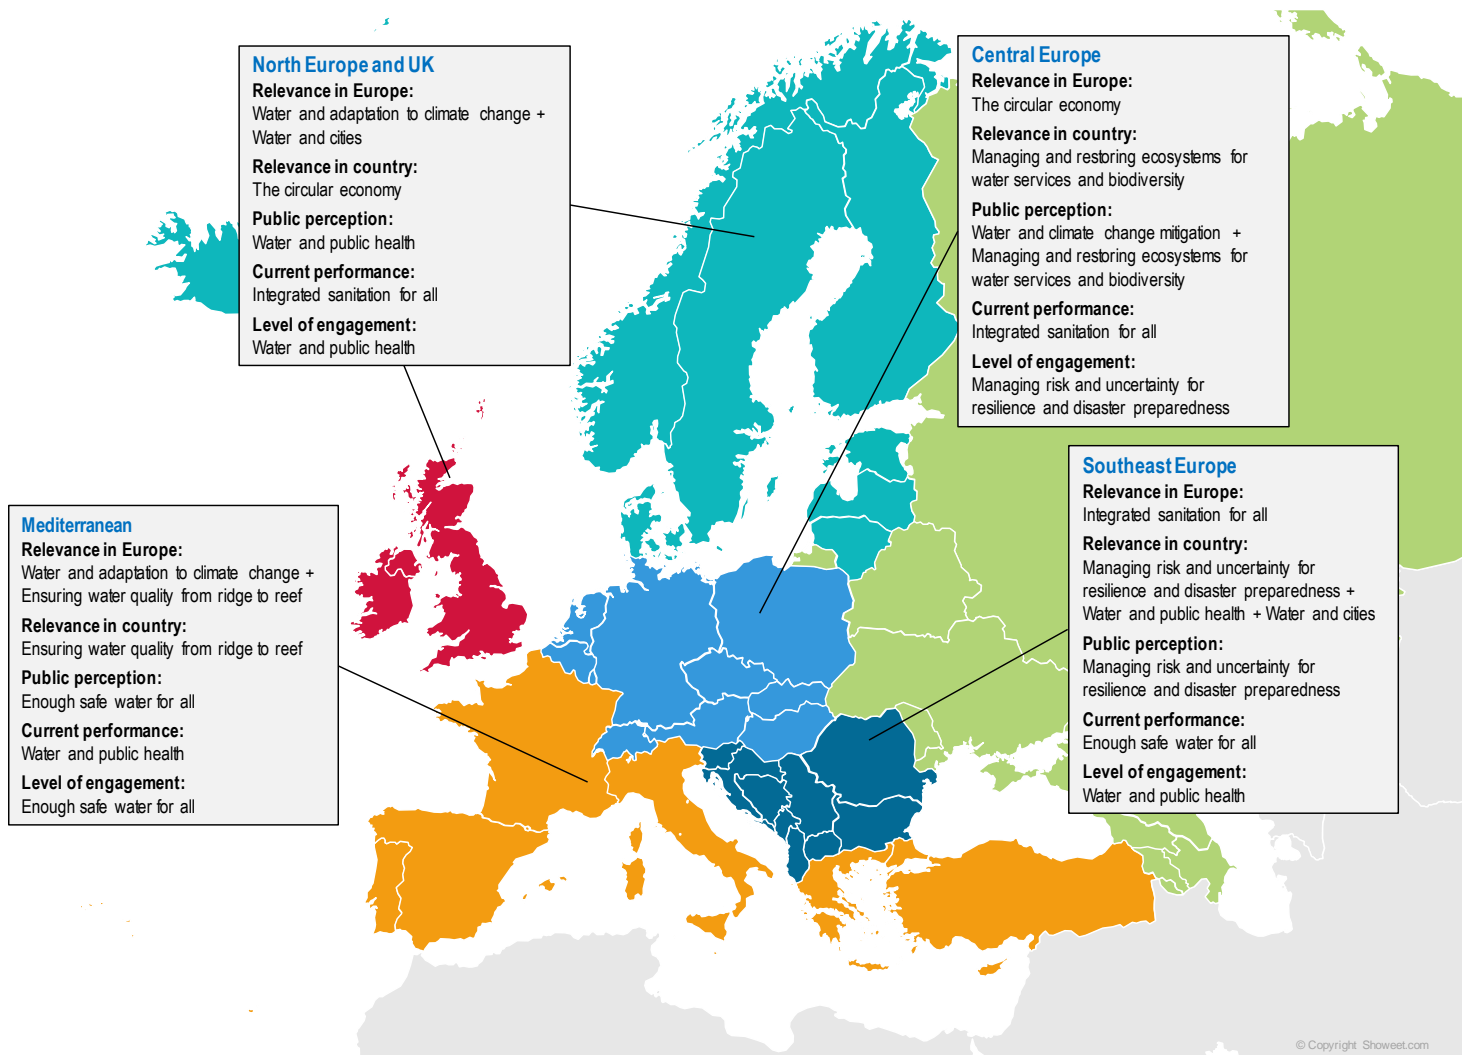 North Europe and UK
Relevance in Europe:
Water and adaptation to climate change +
Water and cities
Relevance in country:
The circular economy
Public perception:
Water and public health
Current performance:
Integrated sanitation for all
Level of engagement:
Water and public health
Central Europe
Relevance in Europe:
The circular economy
Relevance in country:
Managing and restoring ecosystems for
water services and biodiversity
Public perception:
Water and climate change mitigation +
Managing and restoring ecosystems for
water services and biodiversity
Current performance:
Integrated sanitation for all
Level of engagement:
Managing risk and uncertainty for
resilience and disaster preparedness
Mediterranean
Relevance in Europe:
Water and adaptation to climate change +
Ensuring water quality from ridge to reef
Relevance in country:
Ensuring water quality from ridge to reef
Public perception:
Enough safe water for all
Current performance:
Water and public health
Level of engagement:
Enough safe water for all
Southeast Europe
Relevance in Europe:
Integrated sanitation for all
Relevance in country:
Managing risk and uncertainty for
resilience and disaster preparedness +
Water and public health + Water and cities
Public perception:
Managing risk and uncertainty for
resilience and disaster preparedness
Current performance:
Enough safe water for all
Level of engagement:
Water and public health
© Copyright Showeet.com